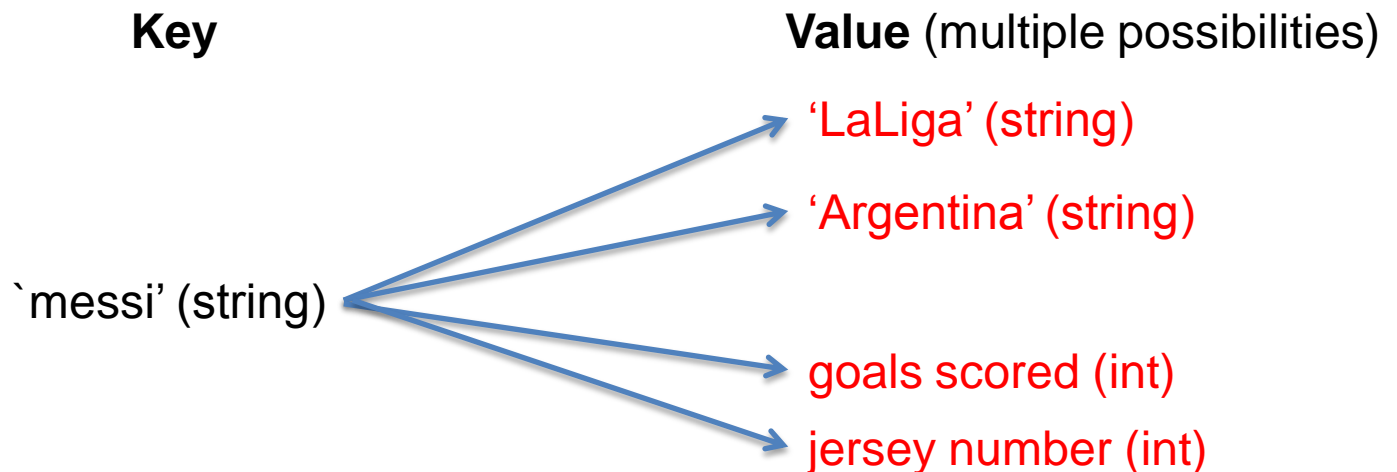 Key
Value (multiple possibilities)
‘LaLiga’ (string)
‘Argentina’ (string)
`messi’ (string)
goals scored (int)
jersey number (int)